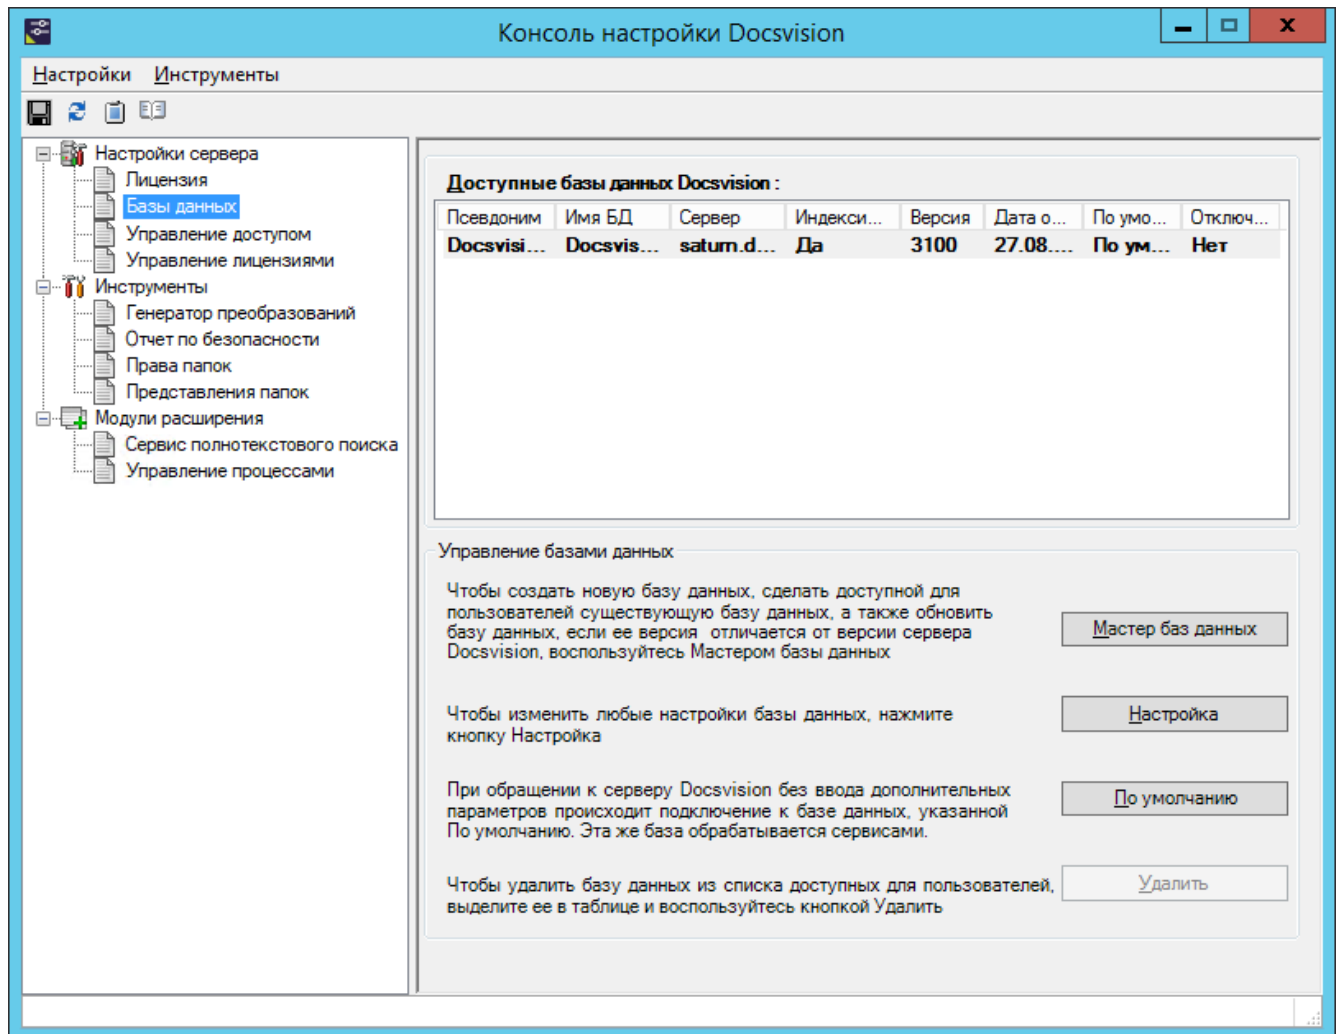 Консоль настройки Docsvision
Настройки Инструменты
Настройки сервера
Лицензия
Базы данных
Управление доступом
Управление лицензиями
Инструменты
Генератор преобразований
Отчет по безопасности
Права папок
Представления папок
Модули расширения
Сервис полнотекстового поиска
Управление процессами
Доступные базы данных Docsvision :
Псевдоним Имя БД Сервер Индекси... Версия Дата о... По умо... Отключ...
Docsvisi... Docsvis... saturn.d... Да 3100 27.08.... По ум... Нет
Управление базами данных
Чтобы создать новую базу данных, сделать доступной для
пользователей существующую базу данных, а также обновить
базу данных, если ее версия отличается от версии сервера
Docsvision, воспользуйтесь Мастером базы данных
Мастер баз данных
Чтобы изменить любые настройки базы данных, нажмите
кнопку Настройка
Настройка
При обращении к серверу Docsvision без ввода дополнительных
параметров происходит подключение к базе данных, указанной
По умолчанию. Эта же база обрабатывается сервисами.
По умолчанию
Чтобы удалить базу данных из списка доступных для пользователей,
выделите ее в таблице и воспользуйтесь кнопкой Удалить
Удалить